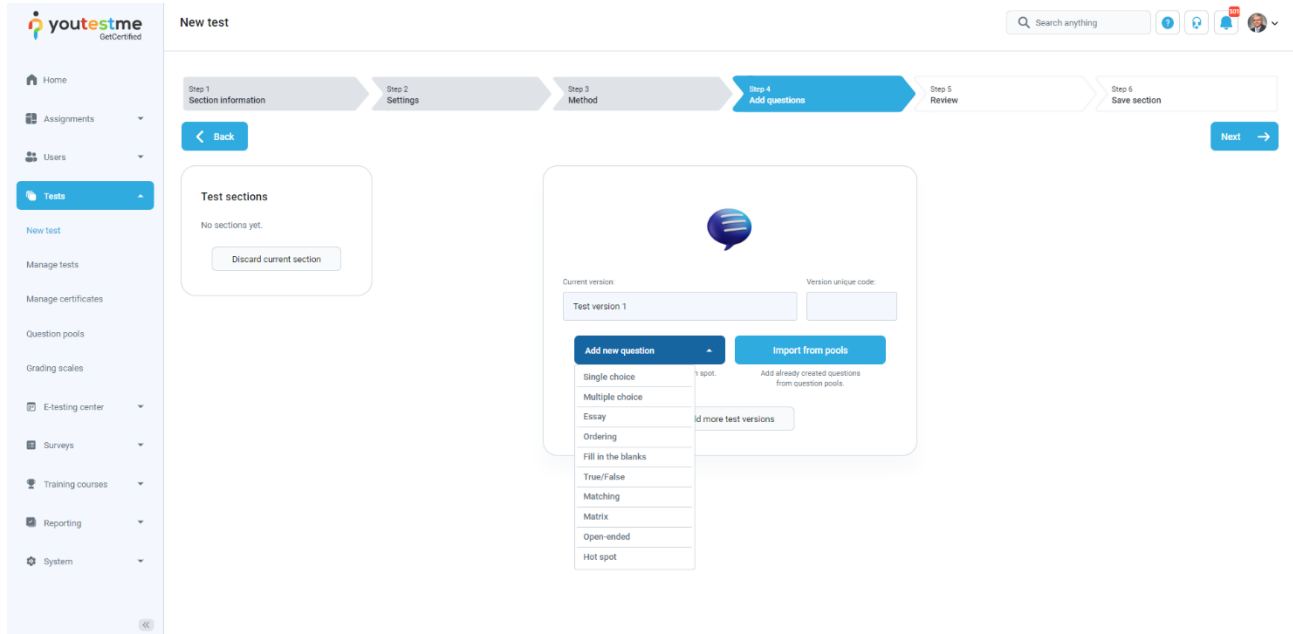 youtestme
GetCertified
New test
Search anything
?
505
Home
Assignments
Users
Tests
New test
Manage tests
Manage certificates
Question pools
Grading scales
E-testing center
Surveys
Training courses
Reporting
System
Step 1
Section information
Step 2
Settings
Step 3
Method
Step 4
Add questions
Step 5
Review
Step 6
Save section
Back
Next
Test sections
No sections yet.
Discard current section
Current version:
Version unique code:
Test version 1
Add new question
Import from pools
spot.
Add already created questions
from question pools.
more test versions
Single choice
Multiple choice
Essay
Ordering
Fill in the blanks
True/False
Matching
Matrix
Open-ended
Hot spot